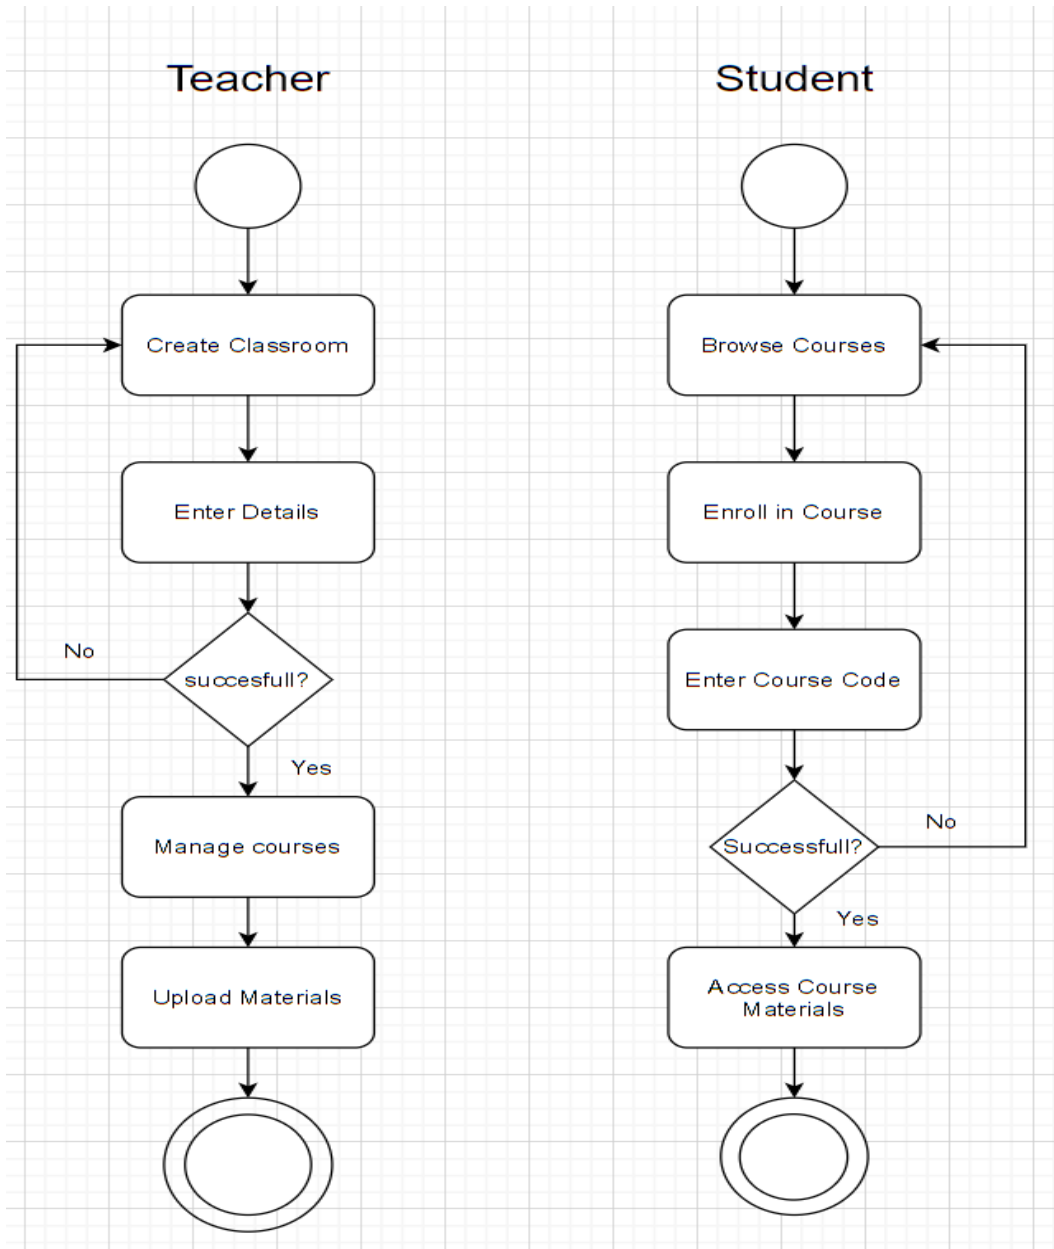 Teacher
Create Classroom
Enter Details
No
succesfull?
Yes
Manage courses
Upload Materials
Student
Browse Courses
Enroll in Course
Enter Course Code
Successfull?
No
Yes
Access Course
Materials